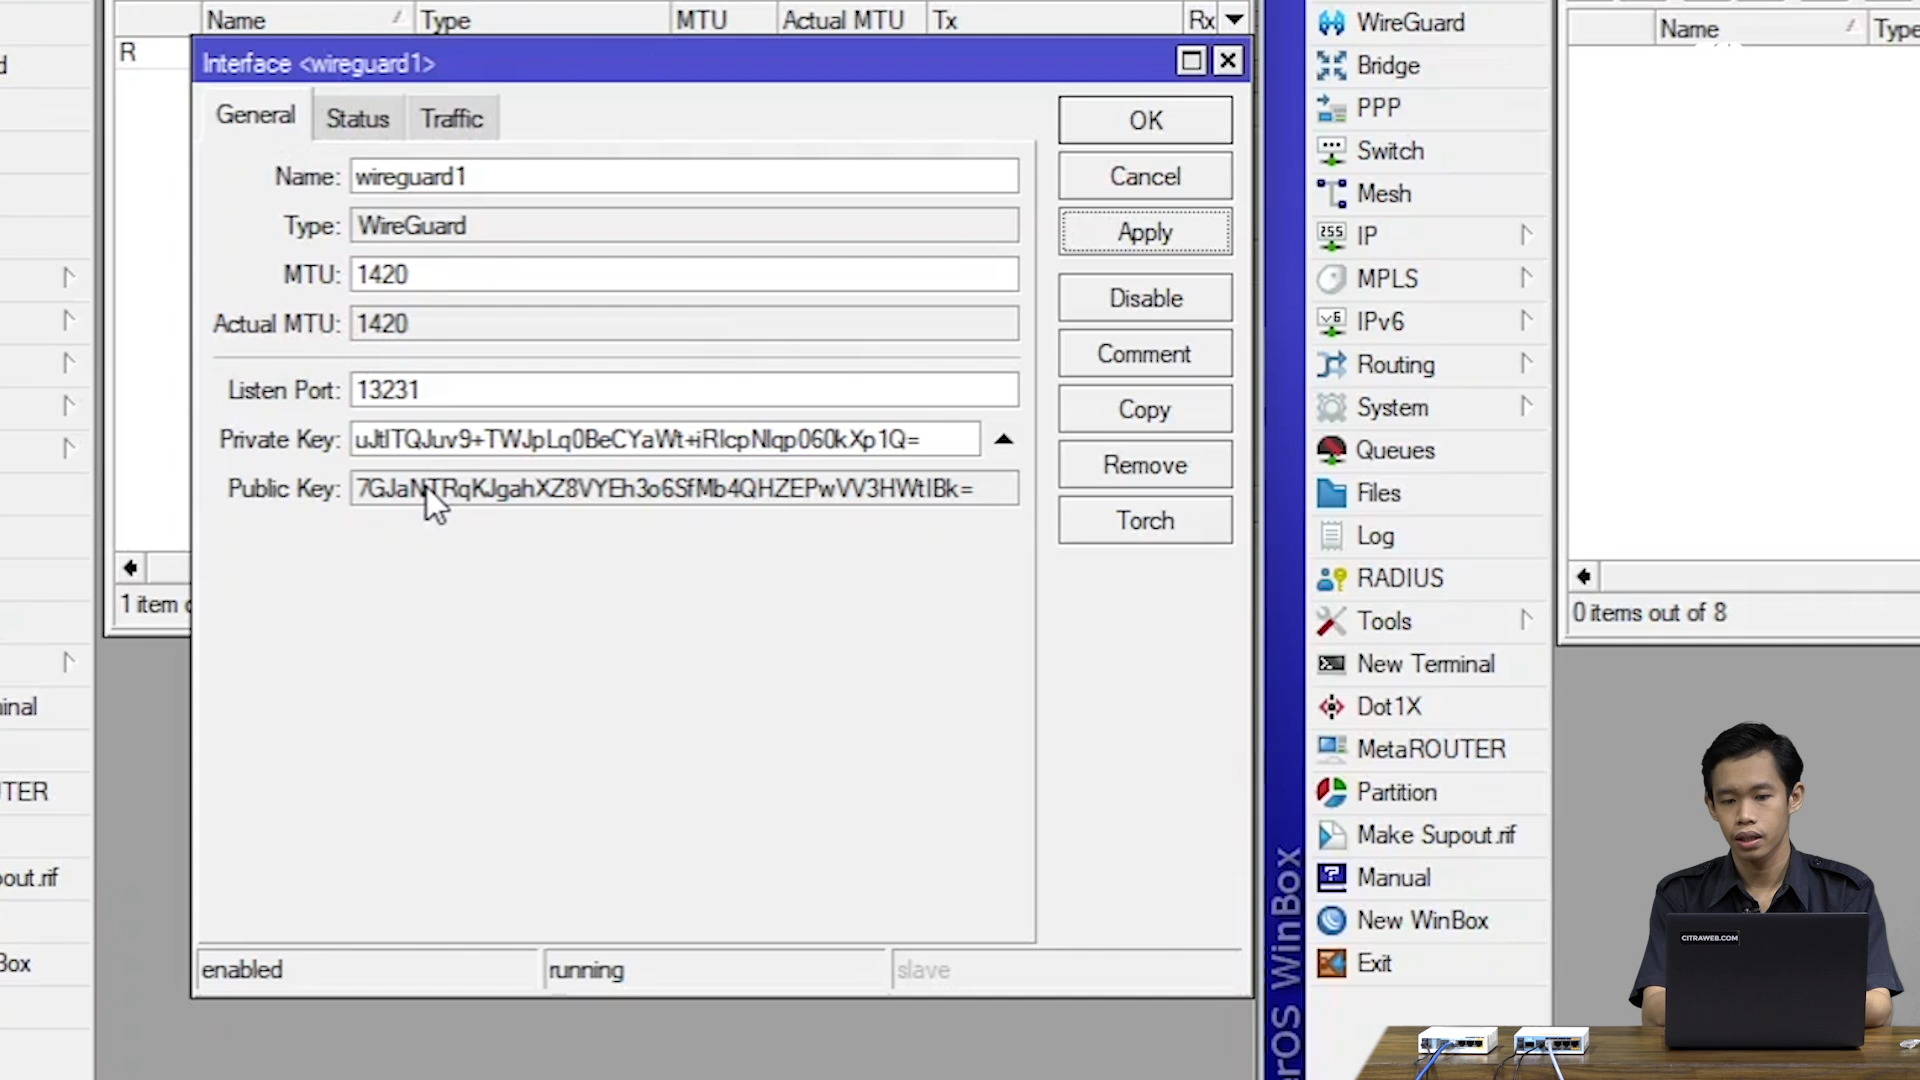 Name Type MTU Actual MTU Tx Rx
R
Interface <wireguard1>
General Status Traffic
Name: wireguard1
Type: WireGuard
MTU: 1420
Actual MTU: 1420
Listen Port: 13231
Private Key: uJtITQJuv9+TWJpLq0BeCYaWt+iRIcpNIqp060kXp1Q=
Public Key: 7GJaNTRqKJgahXZ8VYEh3o6SfMb4QHZEPwVV3HWtIBk=
OK
Cancel
Apply
Disable
Comment
Copy
Remove
Torch
enabled running slave
1 item
inal
TER
out.rif
Box
WireGuard
Bridge
PPP
Switch
Mesh
IP
MPLS
IPv6
Routing
System
Queues
Files
Log
RADIUS
Tools
New Terminal
Dot1X
MetaROUTER
Partition
Make Supout.rif
Manual
New WinBox
Exit
erOS WinBox
Name Type
0 items out of 8
CITRAWEB.COM